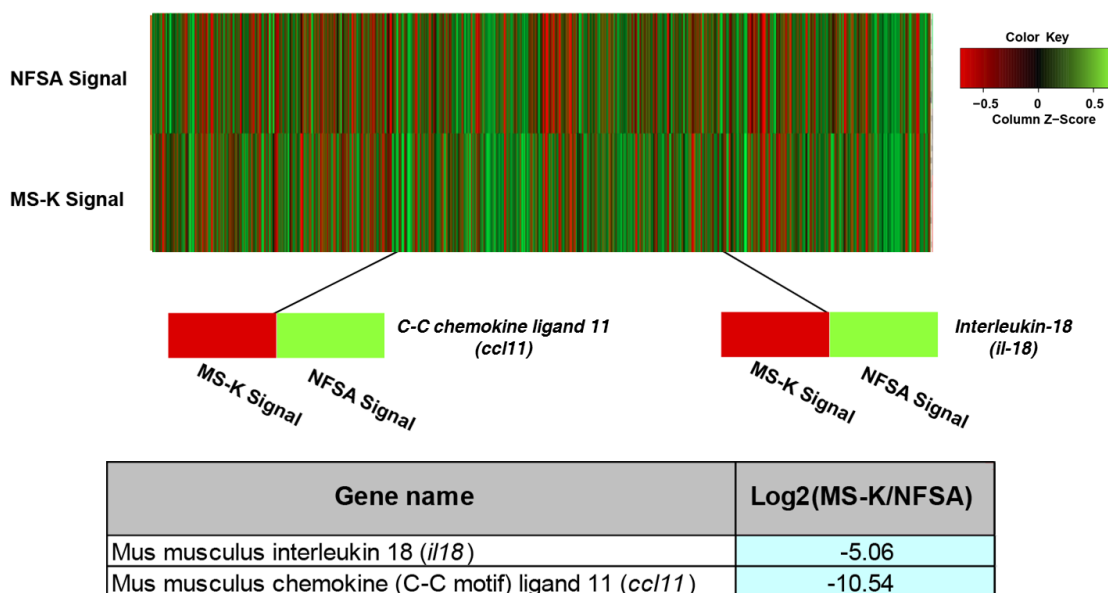 Color Key
NFSA Signal
−0.5 0 0.5
Column Z−Score
MS-K Signal
C-C chemokine ligand 11
(ccl11)
Interleukin-18
(il-18)
MS-K Signal
NFSA Signal
MS-K Signal
NFSA Signal
Gene name Log2(MS-K/NFSA)
Mus musculus interleukin 18 (il18) -5.06
Mus musculus chemokine (C-C motif) ligand 11 (ccl11) -10.54